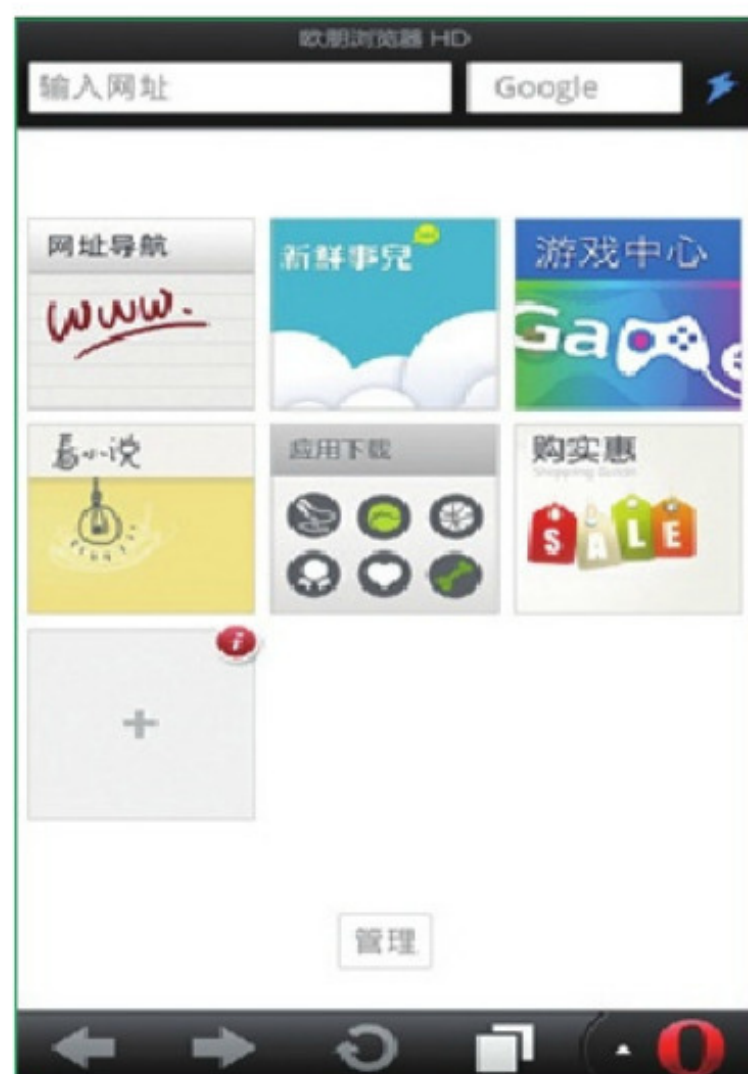 欧朋浏览器 HD
输入网址
Google
网址导航
www.
新鲜事兒
游戏中心
Game
看小说
应用下载
购实惠
Shopping Guide
SALE
+
i
管理